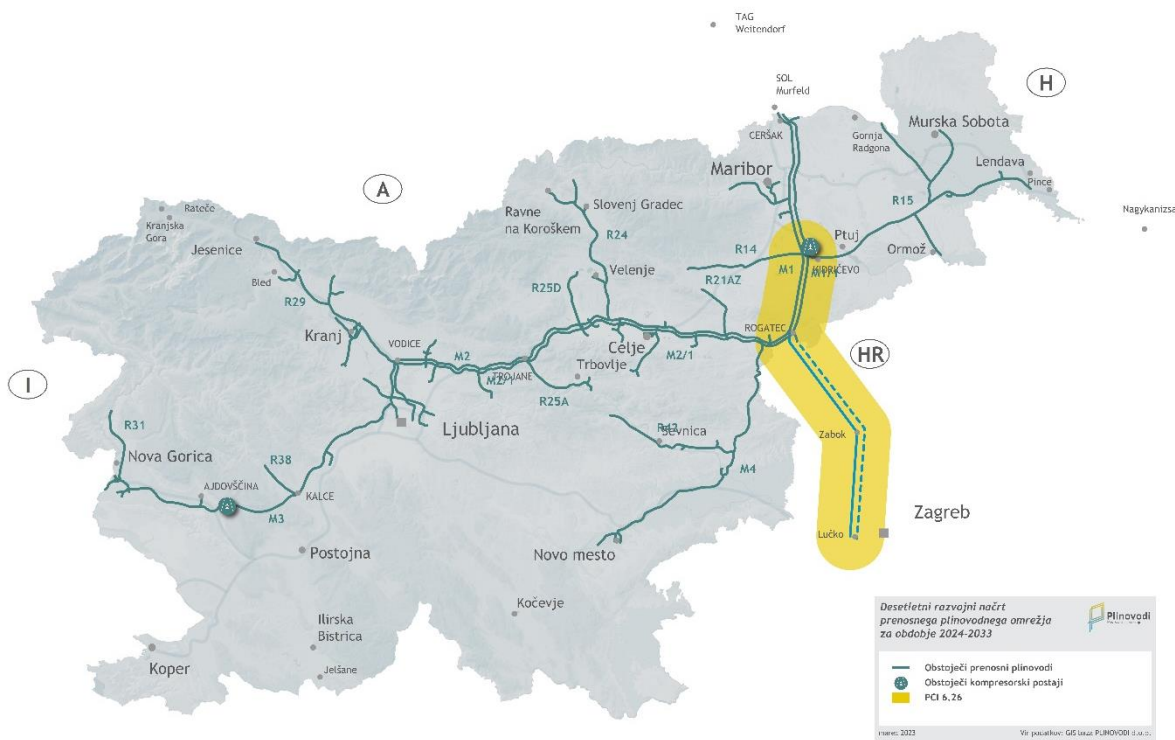 TAG
Weitendorf
SOL
Murfeld
H
CERŠAK
Gornja
Radgona
Murska Sobota
Maribor
Lendava
Pince
A
Rateče
Kranjska
Gora
Ravne
na Koroškem
Slovenj Gradec
R15
Nagykanizsa
Jesenice
R24
Ptuj
R14
Ormož
Bled
Velenje
M1
M1/1
KIDRIČEVO
R29
R25D
R21AZ
Kranj
ROGATEC
VODICE
M2
Celje
M2/1
HR
TROJANE
Trbovlje
M2/1
I
R25A
R31
Ljubljana
R42
Sevnica
Zabok
Nova Gorica
R38
M4
AJDOVŠČINA
KALCE
M3
Zagreb
Lučko
Postojna
Novo mesto
Kočevje
Ilirska
Bistrica
Koper
Jelšane
Desetletni razvojni načrt
prenosnega plinovodnega omrežja
za obdobje 2024-2033
Plinovodi
Obstoječi prenosni plinovodi
Obstoječi kompresorski postaji
PCI 6.26
marec 2023
Vir podatkov: GIS baza PLINOVODI d.o.o.